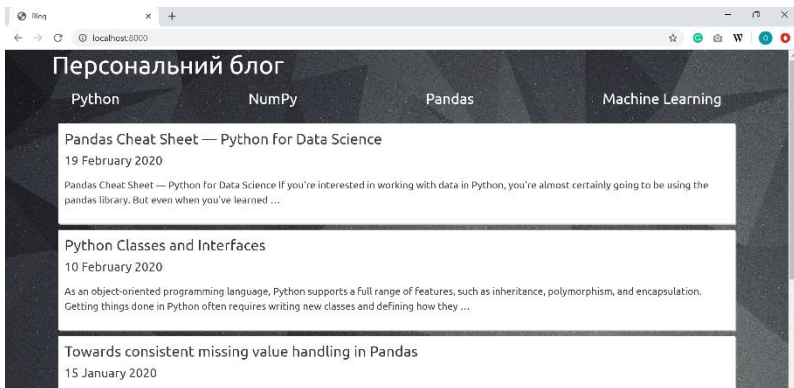 Blog
localhost:8000
Персональний блог
Python NumPy Pandas Machine Learning
Pandas Cheat Sheet — Python for Data Science
19 February 2020
Pandas Cheat Sheet — Python for Data Science If you're interested in working with data in Python, you're almost certainly going to be using the
pandas library. But even when you've learned …
Python Classes and Interfaces
10 February 2020
As an object-oriented programming language, Python supports a full range of features, such as inheritance, polymorphism, and encapsulation.
Getting things done in Python often requires writing new classes and defining how they …
Towards consistent missing value handling in Pandas
15 January 2020